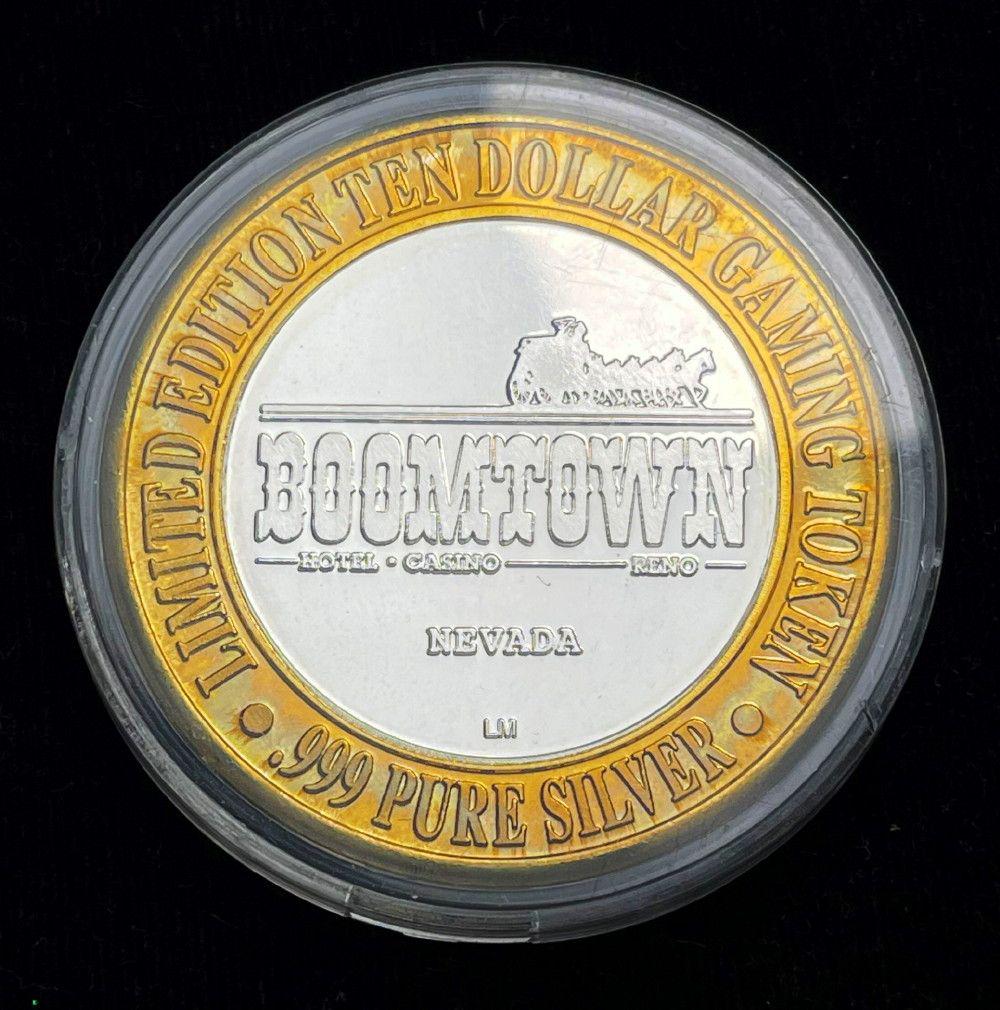 LIMITED EDITION TEN DOLLAR GAMING TOKEN
BOOMTOWN
HOTEL • CASINO RENO
NEVADA
LM
• .999 PURE SILVER •